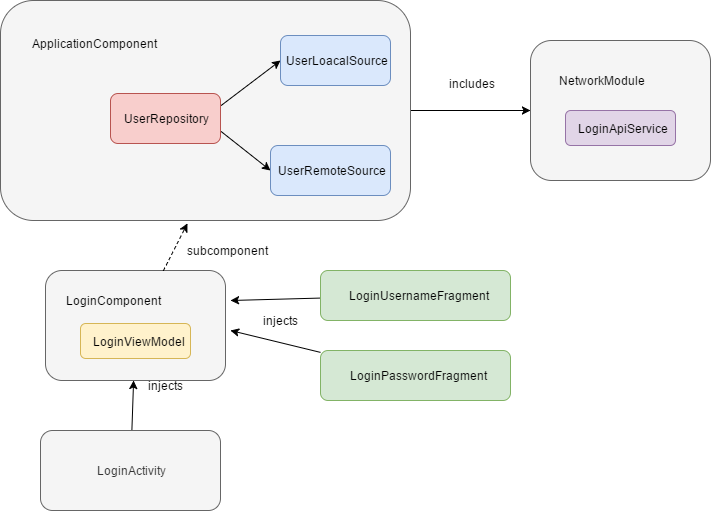 ApplicationComponent
UserLoacalSource
UserRepository
UserRemoteSource
includes
NetworkModule
LoginApiService
subcomponent
LoginComponent
LoginViewModel
LoginUsernameFragment
injects
LoginPasswordFragment
injects
LoginActivity